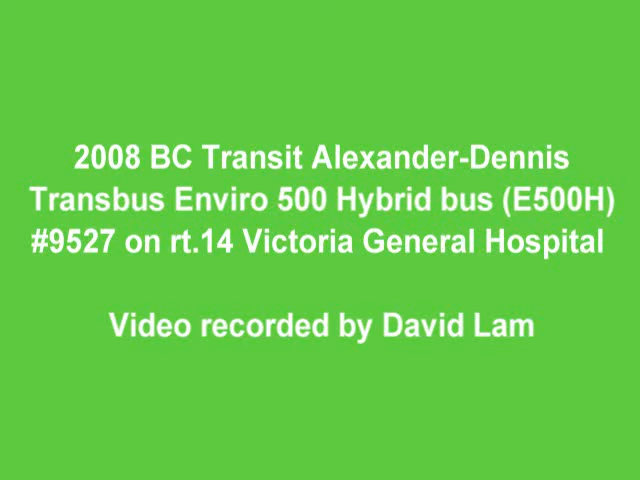 2008 BC Transit Alexander-Dennis
Transbus Enviro 500 Hybrid bus (E500H)
#9527 on rt.14 Victoria General Hospital
Video recorded by David Lam